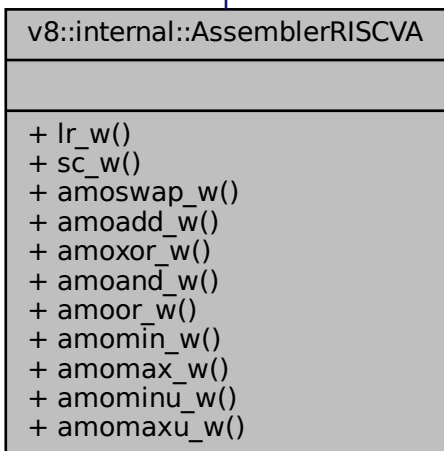 v8::internal::AssemblerRISCVA
+ lr_w()
+ sc_w()
+ amoswap_w()
+ amoadd_w()
+ amoxor_w()
+ amoand_w()
+ amoor_w()
+ amomin_w()
+ amomax_w()
+ amominu_w()
+ amomaxu_w()